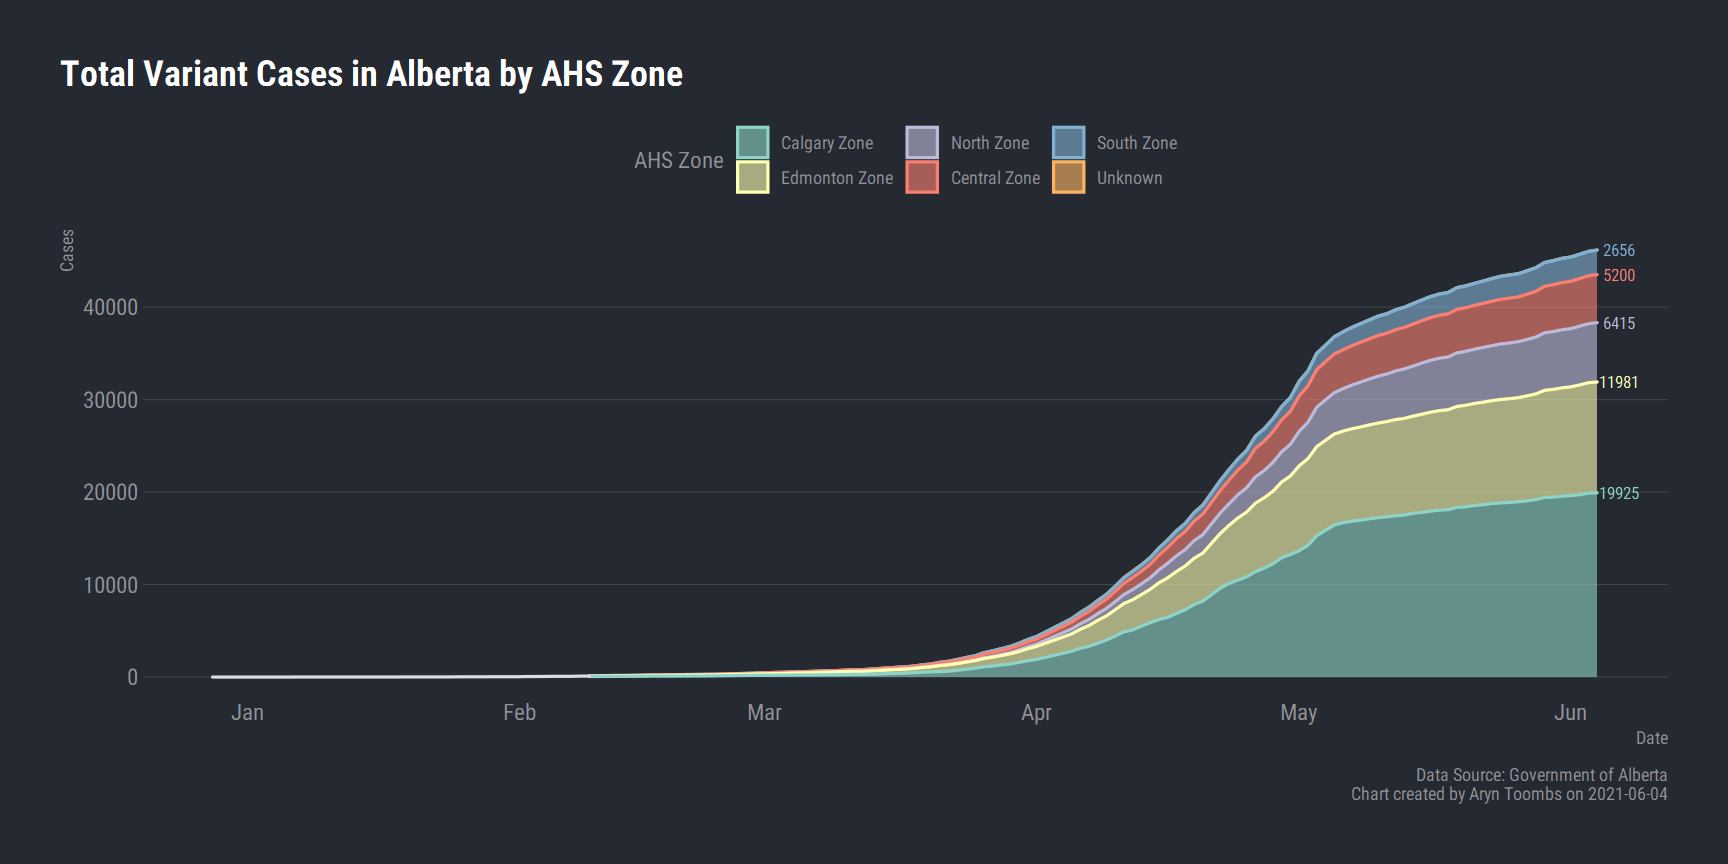 Total Variant Cases in Alberta by AHS Zone
AHS Zone
Calgary Zone
North Zone
South Zone
Edmonton Zone
Central Zone
Unknown
Cases
2656
5200
40000
6415
11981
30000
20000
19925
10000
0
Jan
Feb
Mar
Apr
May
Jun
Date
Data Source: Government of Alberta
Chart created by Aryn Toombs on 2021-06-04